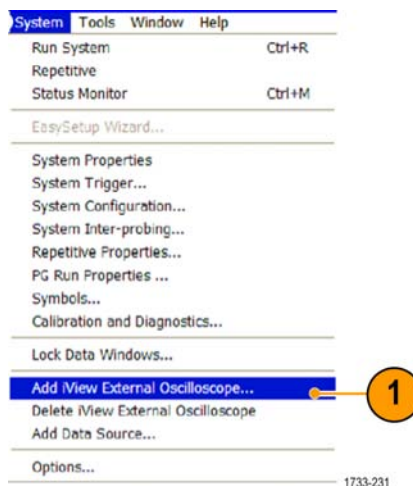 System Tools Window Help
Run System Ctrl+R
Repetitive
Status Monitor Ctrl+M
EasySetup Wizard...
System Properties
System Trigger...
System Configuration...
System Inter-probing...
Repetitive Properties...
PG Run Properties ...
Symbols...
Calibration and Diagnostics...
Lock Data Windows...
Add iView External Oscilloscope...
1
Delete iView External Oscilloscope
Add Data Source...
Options...
1733-231